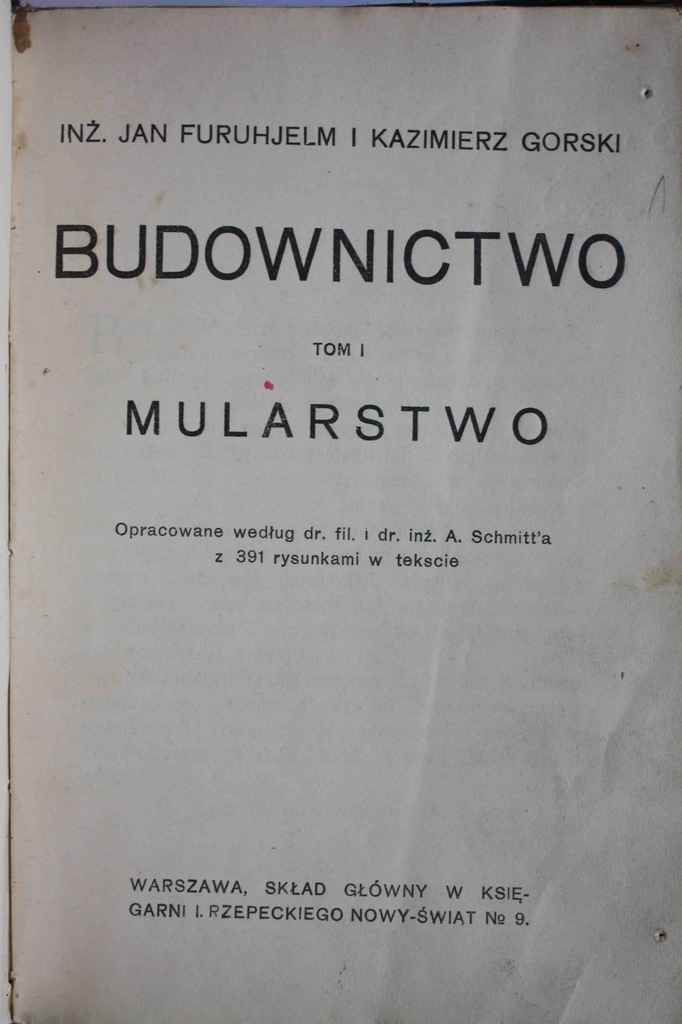 INŻ. JAN FURUHJELM I KAZIMIERZ GORSKI
BUDOWNICTWO
TOM I
MULARSTWO
Opracowane według dr. fil. i dr. inż. A. Schmitt'a
z 391 rysunkami w tekscie
WARSZAWA, SKŁAD GŁÓWNY W KSIĘ-
GARNI I. RZEPECKIEGO NOWY-ŚWIAT № 9.